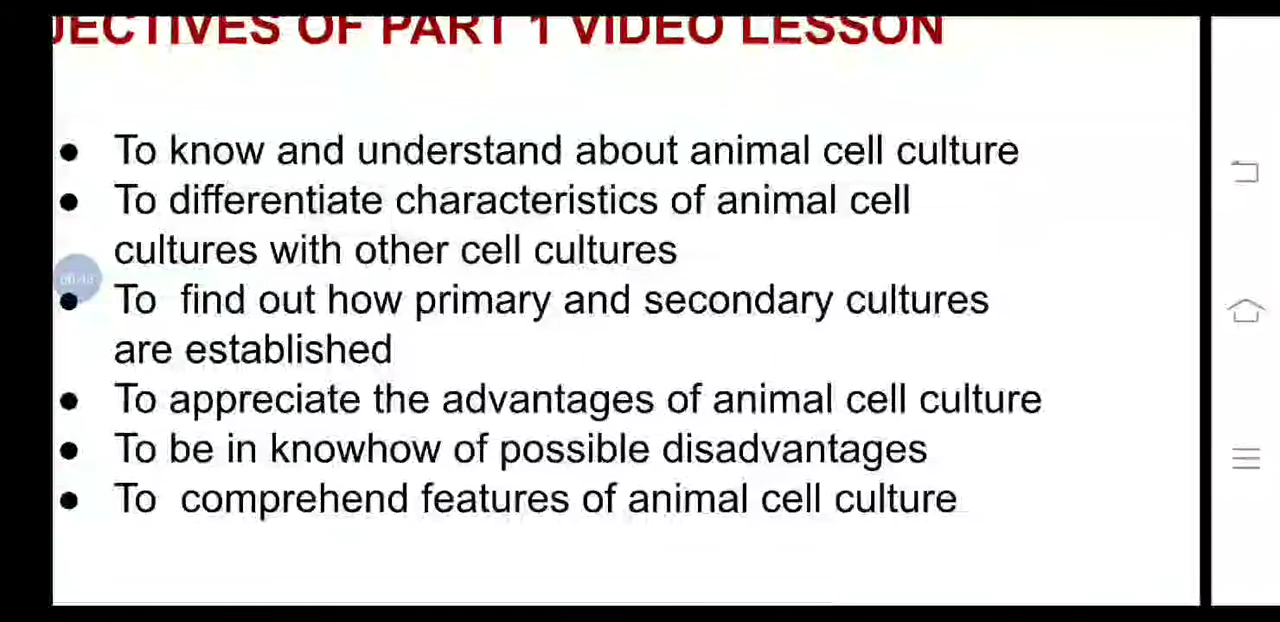 JECTIVES OF PART 1 VIDEO LESSON
● To know and understand about animal cell culture
● To differentiate characteristics of animal cell
cultures with other cell cultures
● To find out how primary and secondary cultures
are established
● To appreciate the advantages of animal cell culture
● To be in knowhow of possible disadvantages
● To comprehend features of animal cell culture